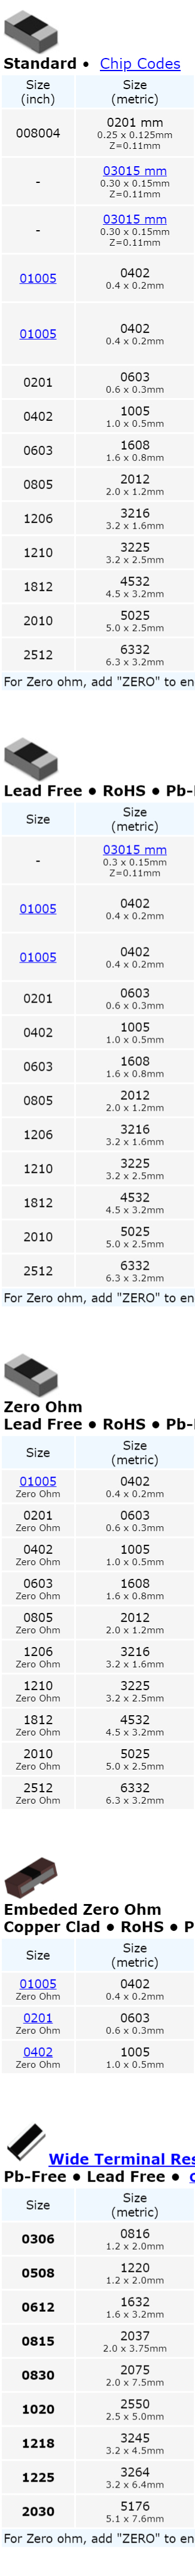 Standard • Chip Codes
Size (inch) Size (metric)
008004 0201 mm
0.25 x 0.125mm
Z=0.11mm
- 03015 mm
0.30 x 0.15mm
Z=0.11mm
- 03015 mm
0.30 x 0.15mm
Z=0.11mm
01005 0402
0.4 x 0.2mm
01005 0402
0.4 x 0.2mm
0201 0603
0.6 x 0.3mm
0402 1005
1.0 x 0.5mm
0603 1608
1.6 x 0.8mm
0805 2012
2.0 x 1.2mm
1206 3216
3.2 x 1.6mm
1210 3225
3.2 x 2.5mm
1812 4532
4.5 x 3.2mm
2010 5025
5.0 x 2.5mm
2512 6332
6.3 x 3.2mm
For Zero ohm, add "ZERO" to en
Lead Free • RoHS • Pb-
Size Size (metric)
- 03015 mm
0.3 x 0.15mm
Z=0.11mm
01005 0402
0.4 x 0.2mm
01005 0402
0.4 x 0.2mm
0201 0603
0.6 x 0.3mm
0402 1005
1.0 x 0.5mm
0603 1608
1.6 x 0.8mm
0805 2012
2.0 x 1.2mm
1206 3216
3.2 x 1.6mm
1210 3225
3.2 x 2.5mm
1812 4532
4.5 x 3.2mm
2010 5025
5.0 x 2.5mm
2512 6332
6.3 x 3.2mm
For Zero ohm, add "ZERO" to en
Zero Ohm
Lead Free • RoHS • Pb-
Size Size (metric)
01005 0402
Zero Ohm 0.4 x 0.2mm
0201 0603
Zero Ohm 0.6 x 0.3mm
0402 1005
Zero Ohm 1.0 x 0.5mm
0603 1608
Zero Ohm 1.6 x 0.8mm
0805 2012
Zero Ohm 2.0 x 1.2mm
1206 3216
Zero Ohm 3.2 x 1.6mm
1210 3225
Zero Ohm 3.2 x 2.5mm
1812 4532
Zero Ohm 4.5 x 3.2mm
2010 5025
Zero Ohm 5.0 x 2.5mm
2512 6332
Zero Ohm 6.3 x 3.2mm
Embeded Zero Ohm
Copper Clad • RoHS • P
Size Size (metric)
01005 0402
Zero Ohm 0.4 x 0.2mm
0201 0603
Zero Ohm 0.6 x 0.3mm
0402 1005
Zero Ohm 1.0 x 0.5mm
Wide Terminal Res
Pb-Free • Lead Free •
Size Size (metric)
0306 0816
1.2 x 2.0mm
0508 1220
1.2 x 2.0mm
0612 1632
1.6 x 3.2mm
0815 2037
2.0 x 3.75mm
0830 2075
2.0 x 7.5mm
1020 2550
2.5 x 5.0mm
1218 3245
3.2 x 4.5mm
1225 3264
3.2 x 6.4mm
2030 5176
5.1 x 7.6mm
For Zero ohm, add "ZERO" to en